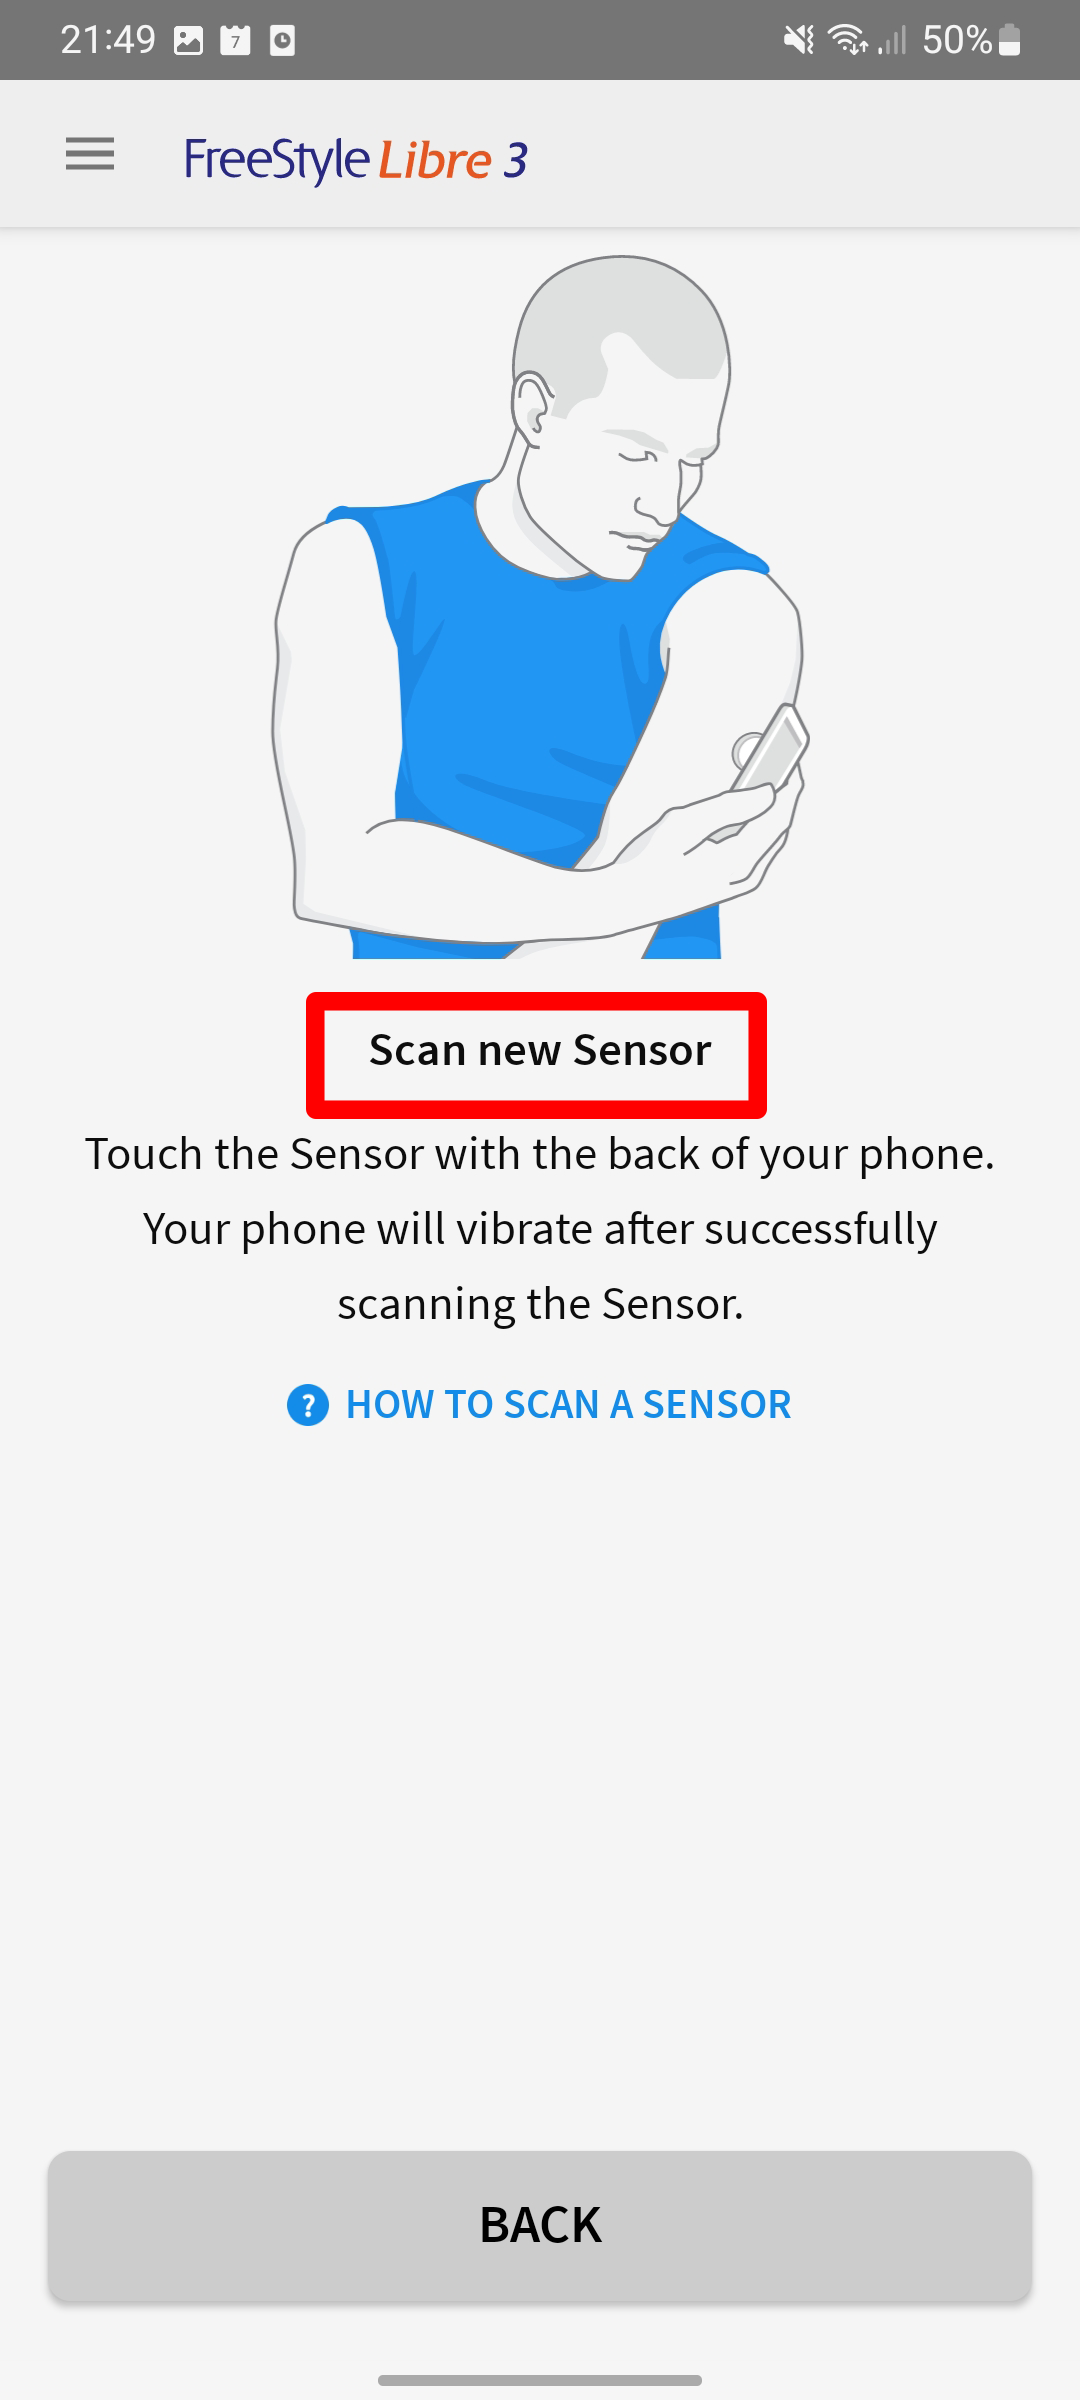 21:49 7 50%
FreeStyle Libre 3
Scan new Sensor
Touch the Sensor with the back of your phone.
Your phone will vibrate after successfully
scanning the Sensor.
? HOW TO SCAN A SENSOR
BACK